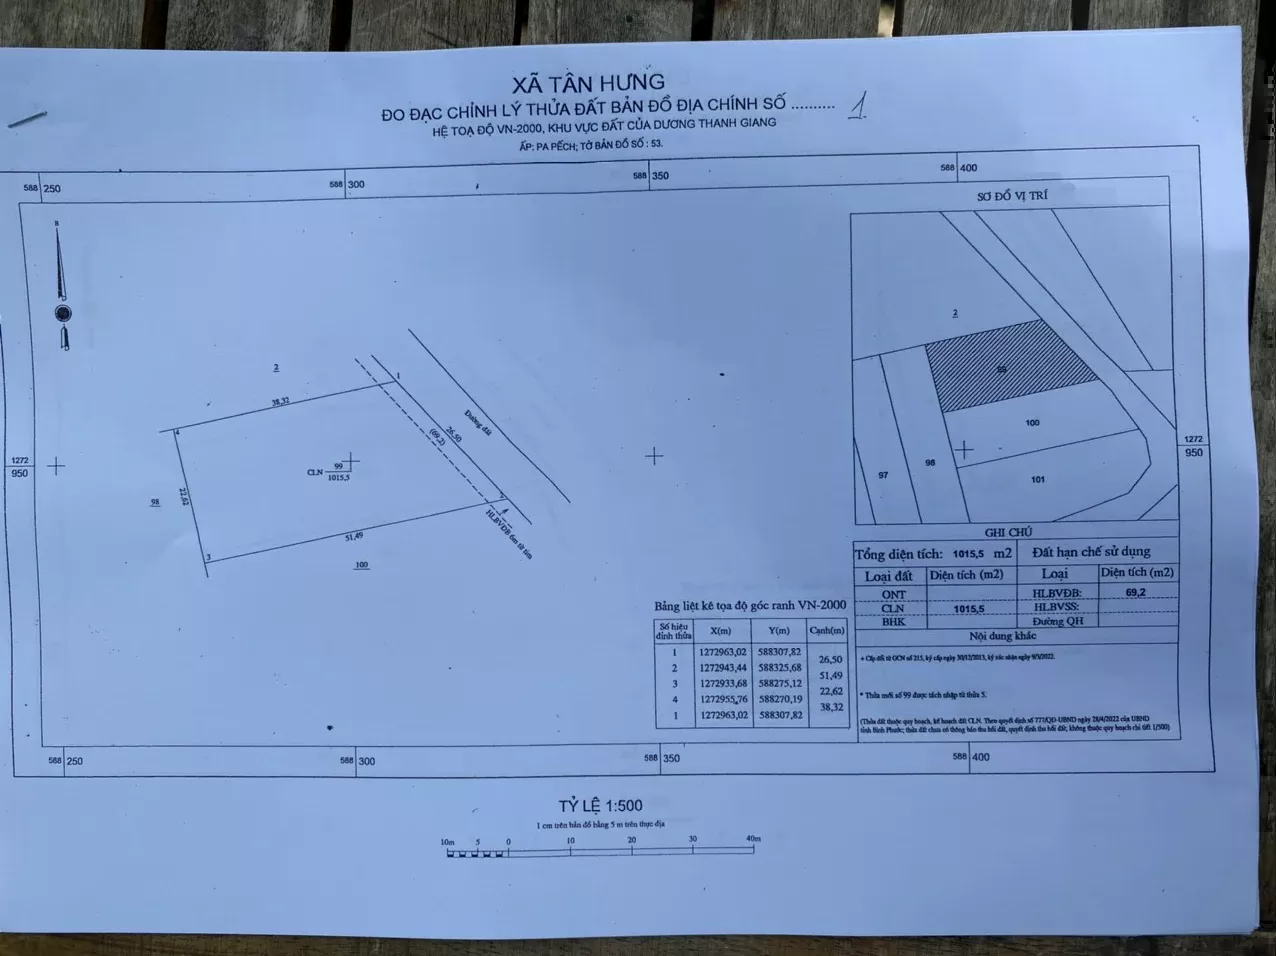 XÃ TÂN HƯNG
ĐO ĐẠC CHỈNH LÝ THỬA ĐẤT BẢN ĐỒ ĐỊA CHÍNH SỐ .......... 1
HỆ TOẠ ĐỘ VN-2000, KHU VỰC ĐẤT CỦA DƯƠNG THANH GIANG
ẤP: PA PẾCH; TỜ BẢN ĐỒ SỐ : 53.
588 250
588 300
588 350
588 400
B
SƠ ĐỒ VỊ TRÍ
2
99
100
98
97
101
1272
950
1272
950
2
1
38,32
4
Đường đất
26,50
(69,2)
CLN 99
1015,5
98
22,62
2
51,49
3
HLBVĐB 6m từ tim
100
GHI CHÚ
Tổng diện tích: 1015,5 m2
Đất hạn chế sử dụng
Loại đất
Diện tích (m2)
Loại
Diện tích (m2)
ONT
HLBVĐB:
69,2
CLN
1015,5
HLBVSS:
BHK
Đường QH
Nội dung khác
+ Cấp đổi từ GCN số 215, ký cấp ngày 30/12/2013, ký xác nhận ngày 9/3/2022.
* Thửa mới số 99 được tách nhập từ thửa 5.
(Thửa đất thuộc quy hoạch, kế hoạch đất CLN. Theo quyết định số 777/QĐ-UBND ngày 28/4/2022 của UBND
tỉnh Bình Phước; thửa đất chưa có thông báo thu hồi đất, quyết định thu hồi đất, không thuộc quy hoạch chi tiết 1/500)
Bảng liệt kê tọa độ góc ranh VN-2000
Số hiệu đỉnh thửa
X(m)
Y(m)
Cạnh(m)
1 1272963,02 588307,82
26,50
2 1272943,44 588325,68
51,49
3 1272933,68 588275,12
22,62
4 1272955,76 588270,19
38,32
1 1272963,02 588307,82
588 250
588 300
588 350
588 400
TỶ LỆ 1:500
1 cm trên bản đồ bằng 5 m trên thực địa
10m 5 0 10 20 30 40m